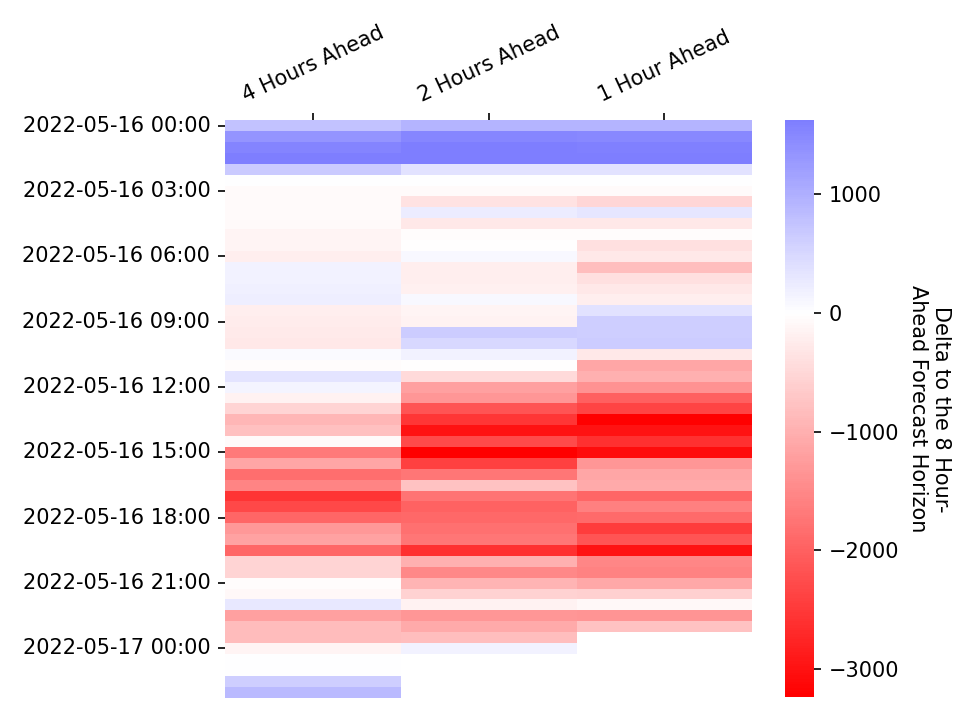 4 Hours Ahead
2 Hours Ahead
1 Hour Ahead
2022-05-16 00:00
2022-05-16 03:00
2022-05-16 06:00
2022-05-16 09:00
2022-05-16 12:00
2022-05-16 15:00
2022-05-16 18:00
2022-05-16 21:00
2022-05-17 00:00
1000
0
−1000
−2000
−3000
Delta to the 8 Hour-
Ahead Forecast Horizon